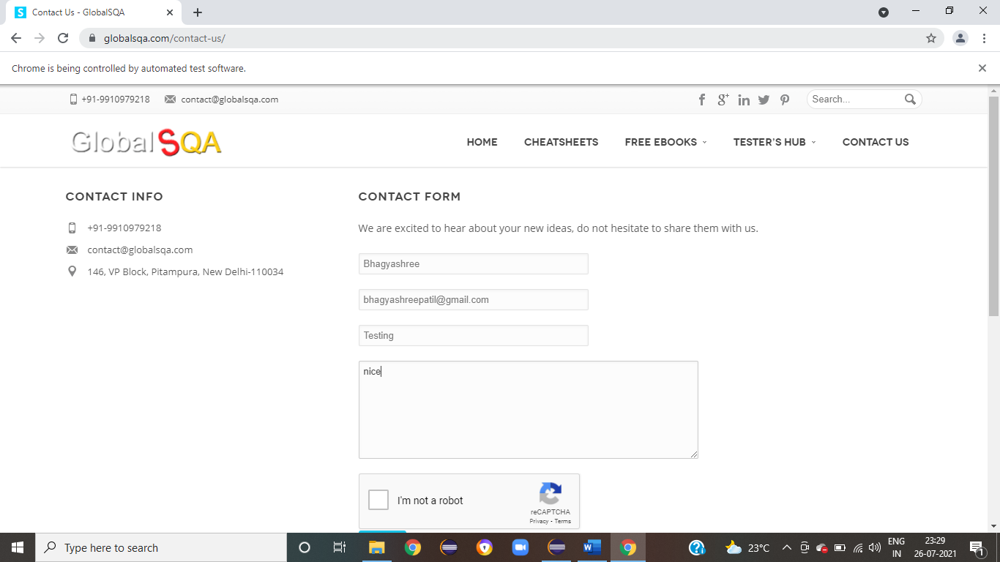 S Contact Us - GlobalSQA
globalsqa.com/contact-us/
Chrome is being controlled by automated test software.
+91-9910979218 contact@globalsqa.com
Search...
GlobalSQA
HOME CHEATSHEETS FREE EBOOKS TESTER'S HUB CONTACT US
CONTACT INFO
+91-9910979218
contact@globalsqa.com
146, VP Block, Pitampura, New Delhi-110034
CONTACT FORM
We are excited to hear about your new ideas, do not hesitate to share them with us.
Bhagyashree
bhagyashreepatil@gmail.com
Testing
nice
I'm not a robot
reCAPTCHA
Privacy - Terms
Type here to search
23°C
ENG
IN
23:29
26-07-2021
1